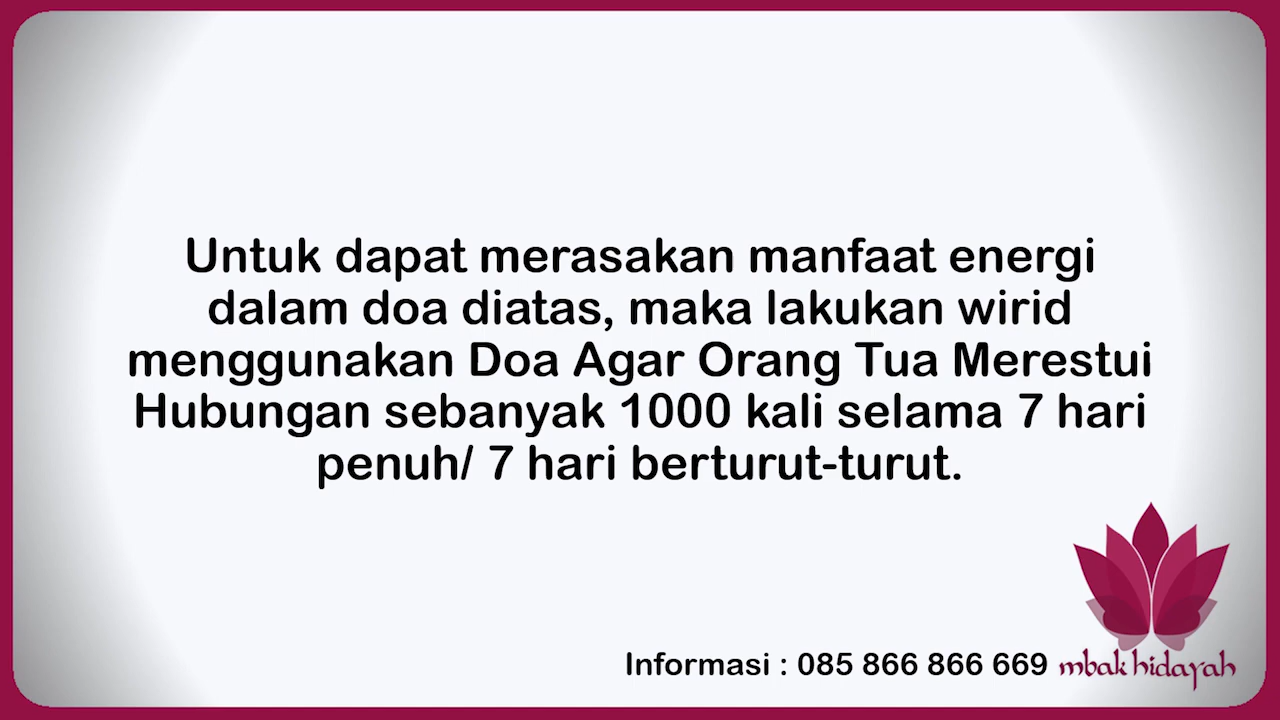 Untuk dapat merasakan manfaat energi
dalam doa diatas, maka lakukan wirid
menggunakan Doa Agar Orang Tua Merestui
Hubungan sebanyak 1000 kali selama 7 hari
penuh/ 7 hari berturut-turut.
Informasi : 085 866 866 669 mbak hidayah